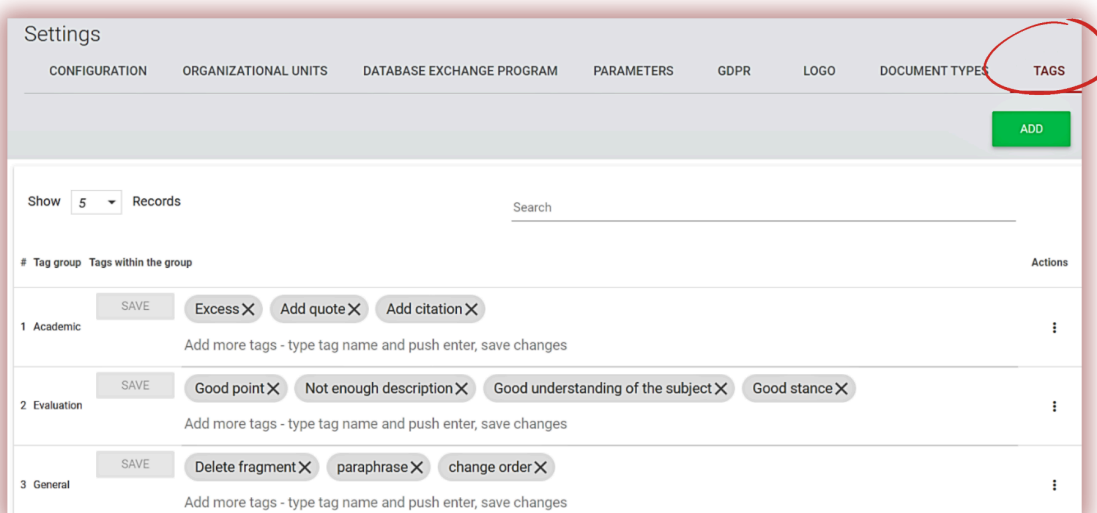 Settings
CONFIGURATION ORGANIZATIONAL UNITS DATABASE EXCHANGE PROGRAM PARAMETERS GDPR LOGO DOCUMENT TYPES TAGS
ADD
Show 5 Records
Search
# Tag group Tags within the group Actions
SAVE Excess Add quote Add citation
1 Academic
Add more tags - type tag name and push enter, save changes
SAVE Good point Not enough description Good understanding of the subject Good stance
2 Evaluation
Add more tags - type tag name and push enter, save changes
SAVE Delete fragment paraphrase change order
3 General
Add more tags - type tag name and push enter, save changes